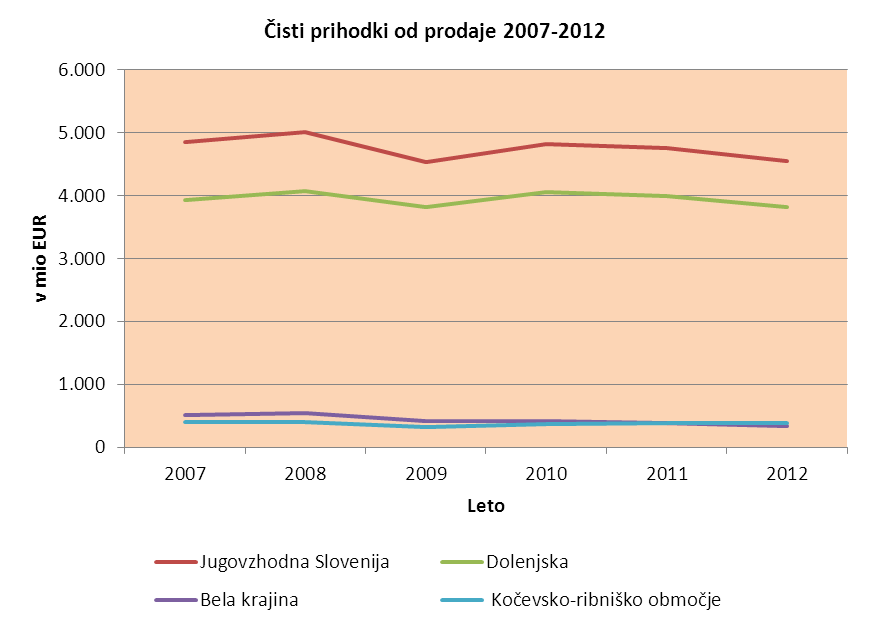 Čisti prihodki od prodaje 2007-2012
6.000
5.000
4.000
3.000
2.000
1.000
0
v mio EUR
2007 2008 2009 2010 2011 2012
Leto
Jugovzhodna Slovenija Dolenjska
Bela krajina Kočevsko-ribniško območje